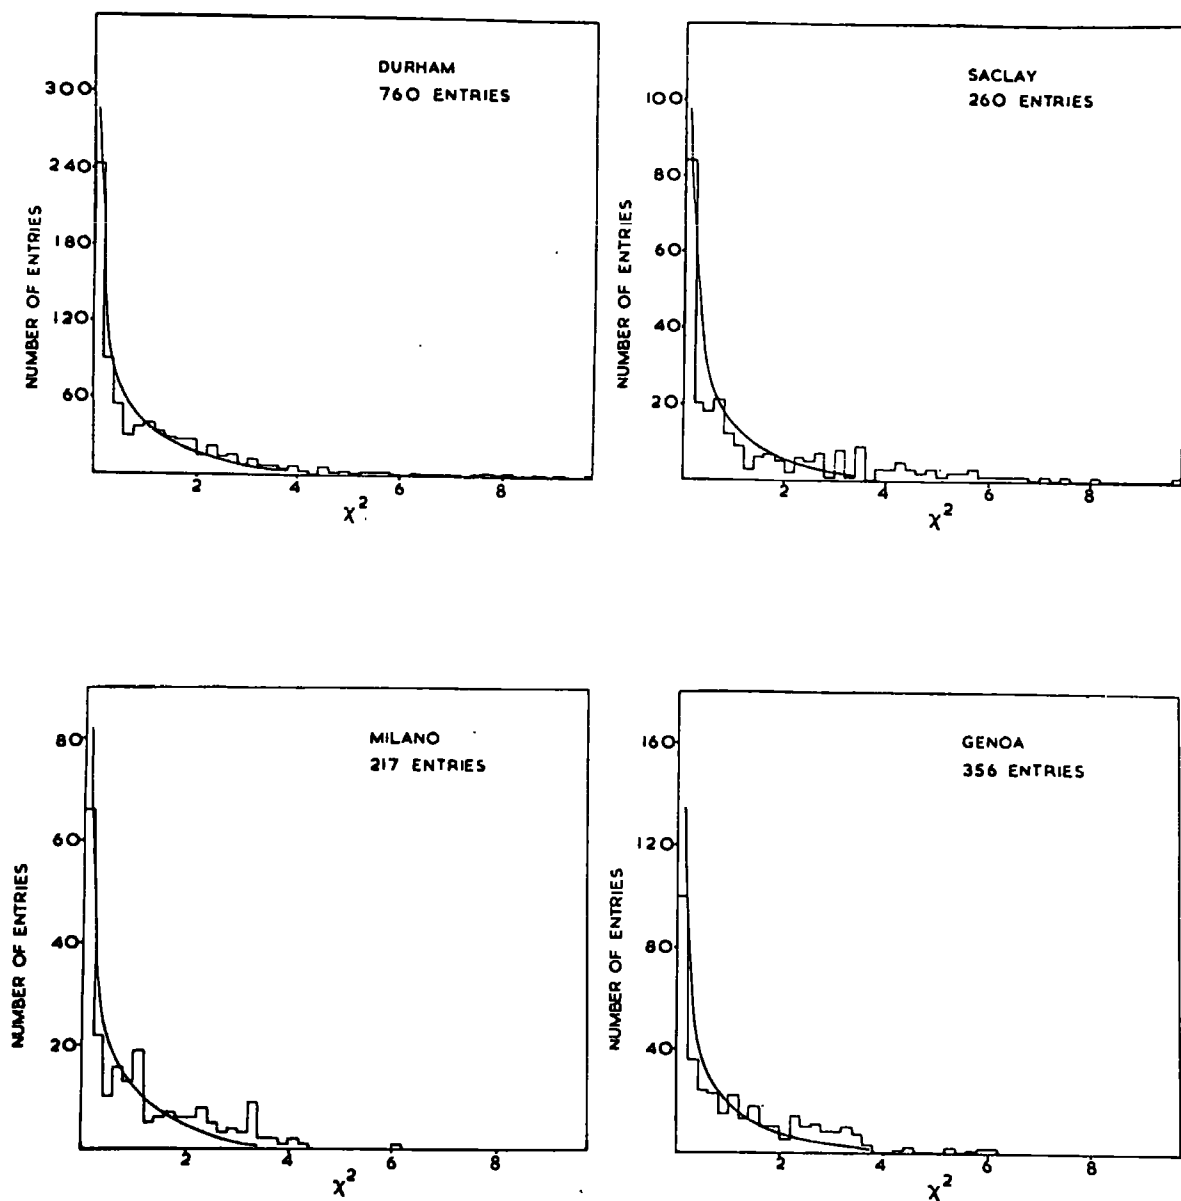 DURHAM
760 ENTRIES
300
240
180
120
60
NUMBER OF ENTRIES
2
4
6
8
χ²
SACLAY
260 ENTRIES
100
80
60
40
20
NUMBER OF ENTRIES
2
4
6
8
χ²
MILANO
217 ENTRIES
80
60
40
20
NUMBER OF ENTRIES
2
4
6
8
χ²
GENOA
356 ENTRIES
160
120
80
40
NUMBER OF ENTRIES
2
4
6
8
χ²